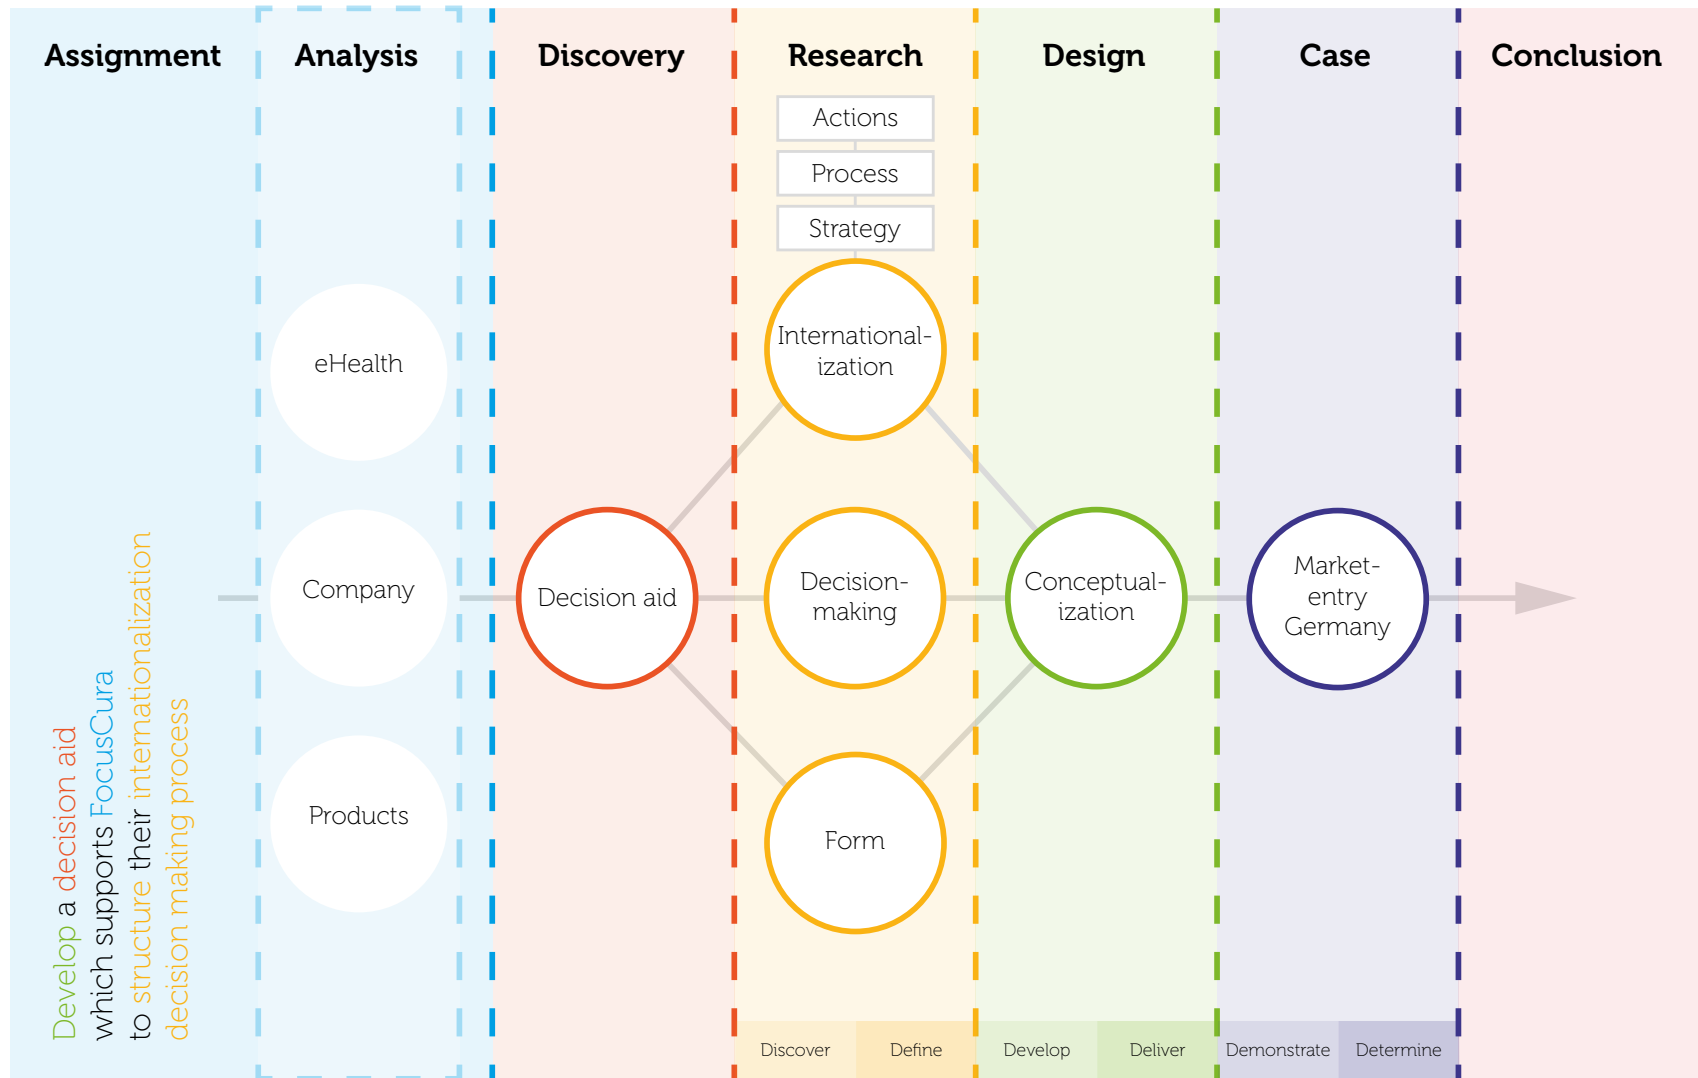 Assignment
Analysis
Discovery
Research
Design
Case
Conclusion
Develop a decision aid
which supports FocusCura
to structure their internationalization
decision making process
eHealth
Company
Products
Decision aid
Actions
Process
Strategy
International-
ization
Decision-
making
Form
Conceptual-
ization
Market-
entry
Germany
Discover
Define
Develop
Deliver
Demonstrate
Determine